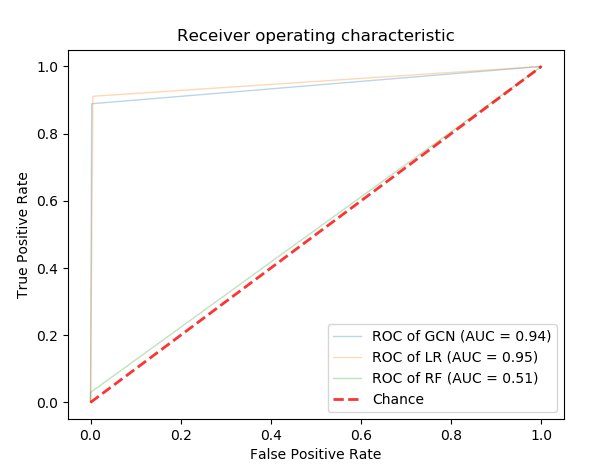 Receiver operating characteristic
True Positive Rate
1.0
0.8
0.6
0.4
0.2
0.0
ROC of GCN (AUC = 0.94)
ROC of LR (AUC = 0.95)
ROC of RF (AUC = 0.51)
Chance
0.0 0.2 0.4 0.6 0.8 1.0
False Positive Rate